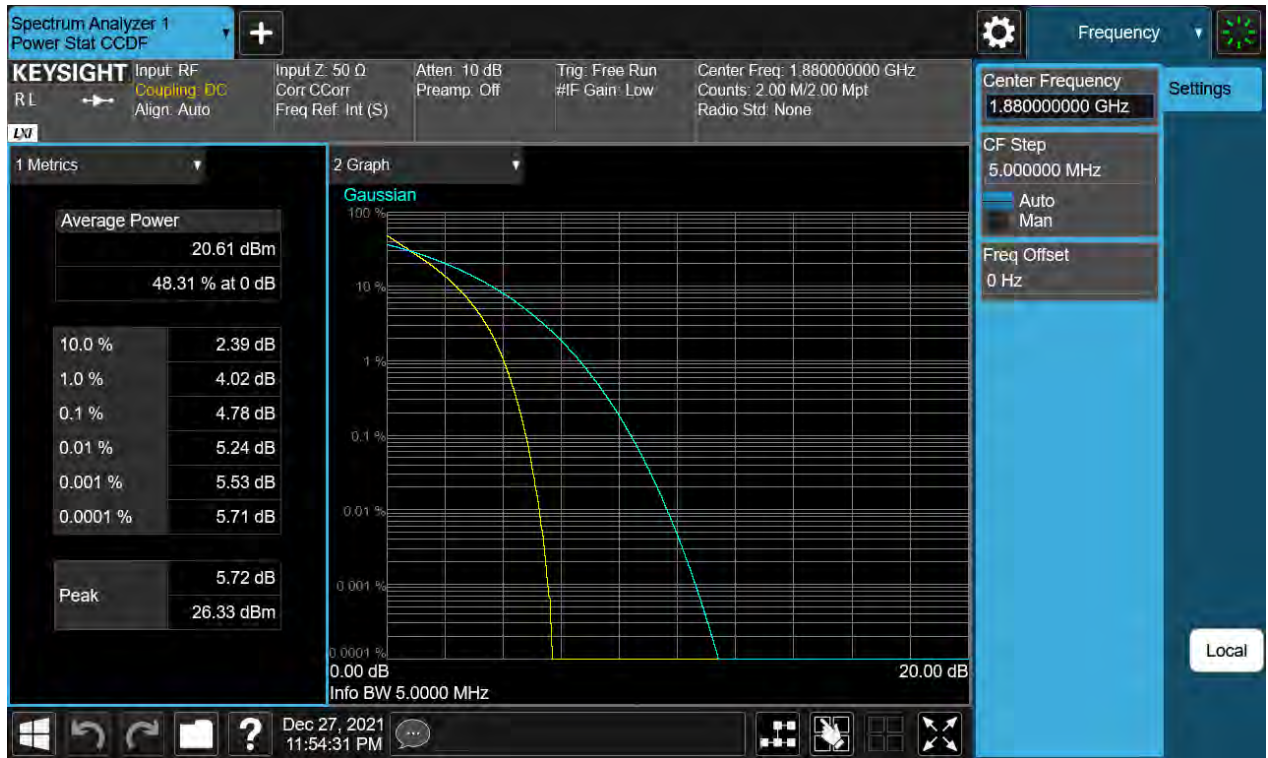 Spectrum Analyzer 1
Power Stat CCDF
+
Frequency
KEYSIGHT
RL
LXI
Input: RF
Coupling: DC
Align: Auto
Input Z: 50 Ω
Corr CCorr
Freq Ref: Int (S)
Atten: 10 dB
Preamp: Off
Trig: Free Run
#IF Gain: Low
Center Freq: 1.880000000 GHz
Counts: 2.00 M/2.00 Mpt
Radio Std: None
Center Frequency
1.880000000 GHz
Settings
CF Step
5.000000 MHz
Auto
Man
Freq Offset
0 Hz
1 Metrics
Average Power
20.61 dBm
48.31 % at 0 dB
10.0 % 2.39 dB
1.0 % 4.02 dB
0.1 % 4.78 dB
0.01 % 5.24 dB
0.001 % 5.53 dB
0.0001 % 5.71 dB
Peak
5.72 dB
26.33 dBm
2 Graph
Gaussian
100 %
10 %
1 %
0.1 %
0.01 %
0.001 %
0.0001 %
0.00 dB 20.00 dB
Info BW 5.0000 MHz
Local
?
Dec 27, 2021
11:54:31 PM